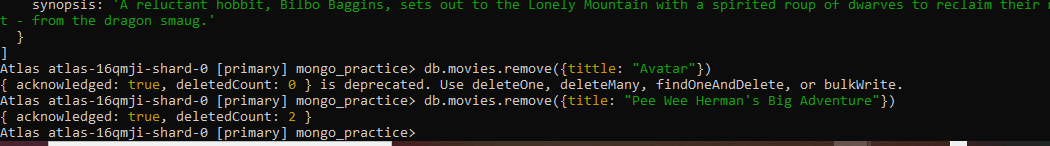 synopsis: 'A reluctant hobbit, Bilbo Baggins, sets out to the Lonely Mountain with a spirited roup of dwarves to reclaim their
t - from the dragon smaug.'
}
]
Atlas atlas-16qmji-shard-0 [primary] mongo_practice> db.movies.remove({tittle: "Avatar"})
{ acknowledged: true, deletedCount: 0 } is deprecated. Use deleteOne, deleteMany, findOneAndDelete, or bulkWrite.
Atlas atlas-16qmji-shard-0 [primary] mongo_practice> db.movies.remove({title: "Pee Wee Herman's Big Adventure"})
{ acknowledged: true, deletedCount: 2 }
Atlas atlas-16qmji-shard-0 [primary] mongo_practice>